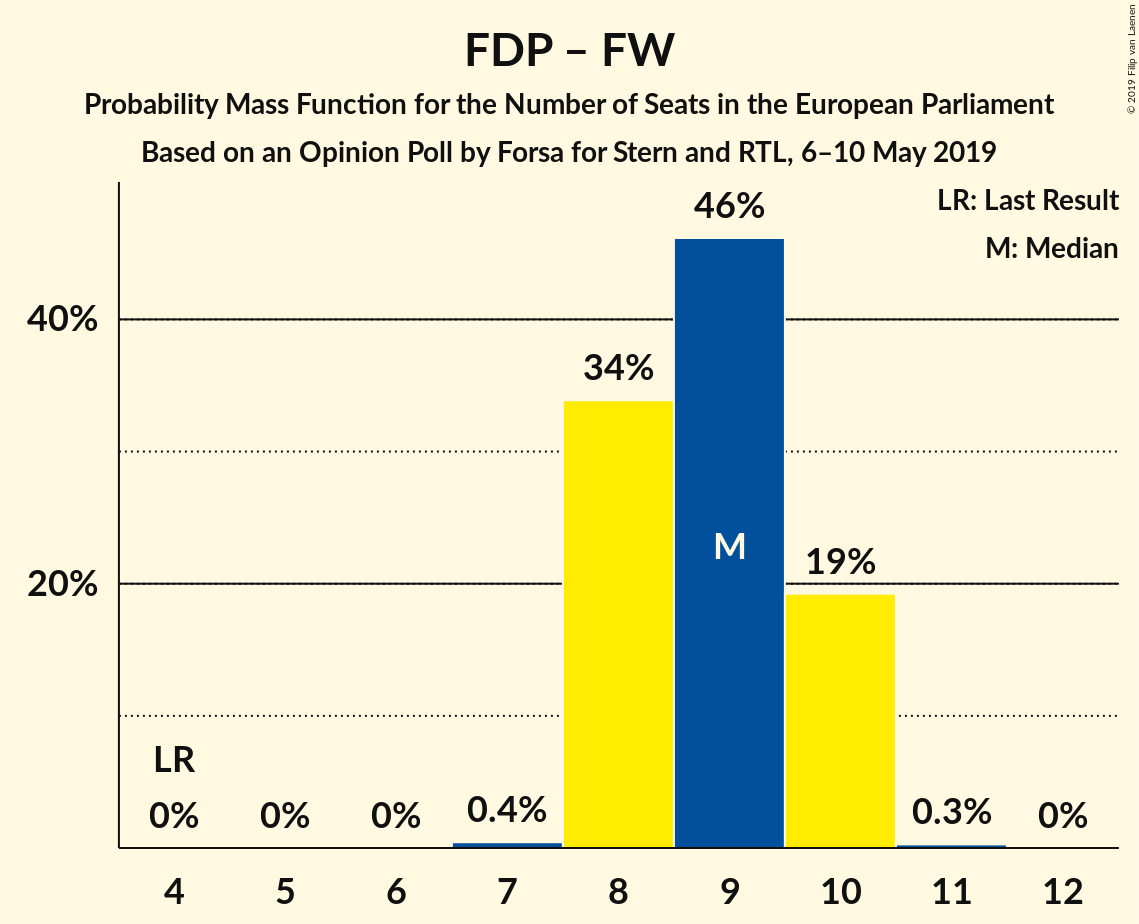 FDP – FW
Probability Mass Function for the Number of Seats in the European Parliament
Based on an Opinion Poll by Forsa for Stern and RTL, 6–10 May 2019
© 2019 Filip van Laenen
LR: Last Result
M: Median
46%
40%
34%
M
20%
19%
LR
0%
0%
0%
0.4%
0.3%
0%
4
5
6
7
8
9
10
11
12